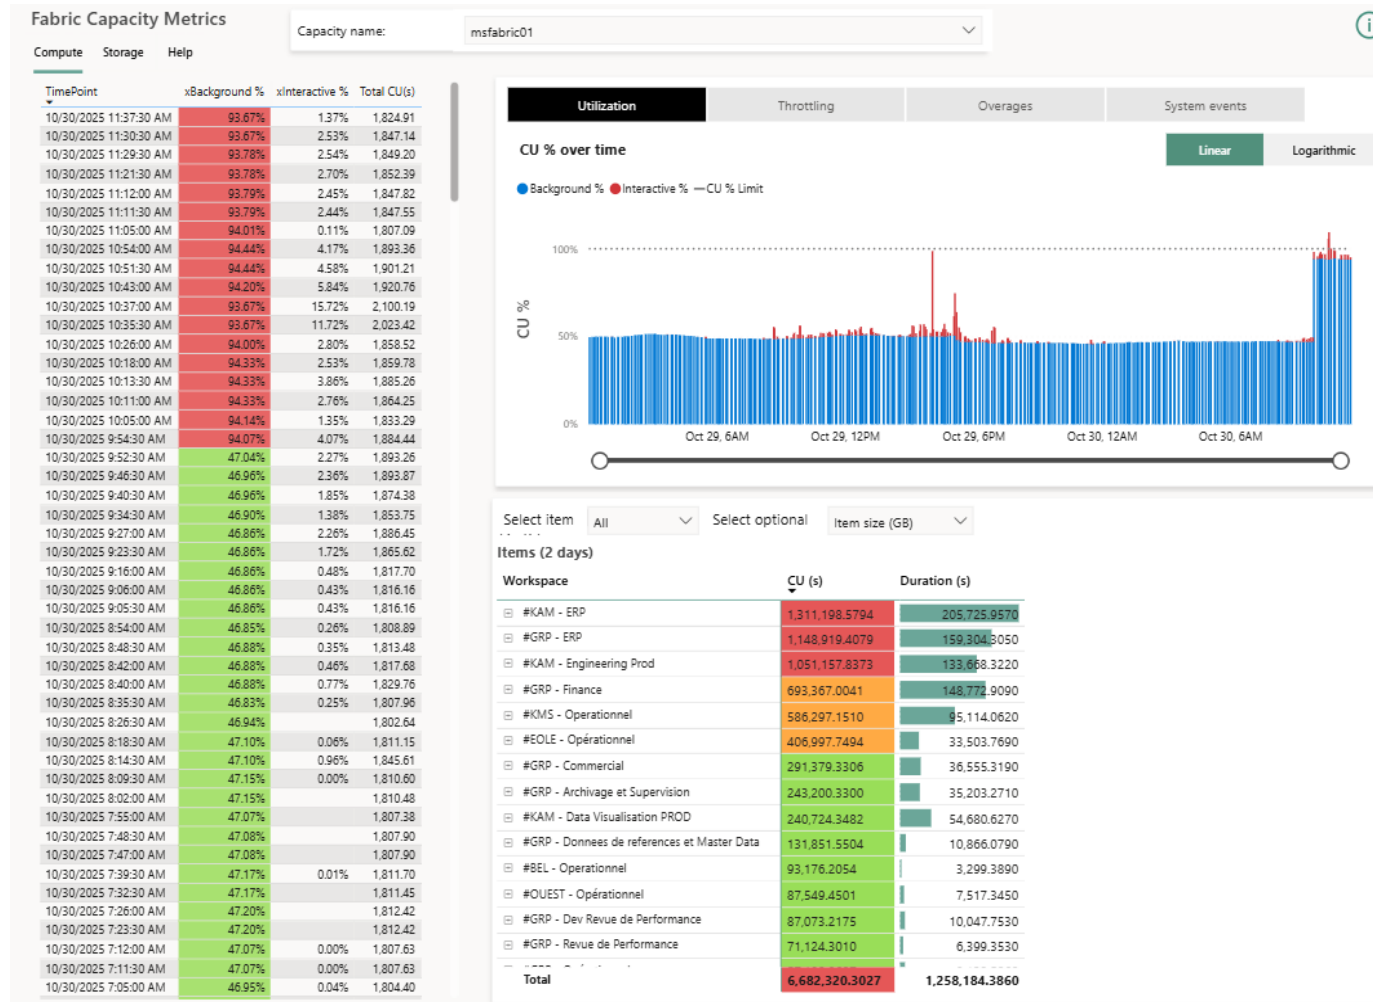 Fabric Capacity Metrics
Capacity name:
msfabric01
Compute Storage Help
TimePoint xBackground % xInteractive % Total CU(s)
10/30/2025 11:37:30 AM 93.67% 1.37% 1,824.91
10/30/2025 11:30:30 AM 93.67% 2.53% 1,847.14
10/30/2025 11:29:30 AM 93.78% 2.54% 1,849.20
10/30/2025 11:21:30 AM 93.78% 2.70% 1,852.39
10/30/2025 11:12:00 AM 93.79% 2.45% 1,847.82
10/30/2025 11:11:30 AM 93.79% 2.44% 1,847.55
10/30/2025 11:05:00 AM 94.01% 0.11% 1,807.09
10/30/2025 10:54:00 AM 94.44% 4.17% 1,893.36
10/30/2025 10:51:30 AM 94.44% 4.58% 1,901.21
10/30/2025 10:43:00 AM 94.20% 5.84% 1,920.76
10/30/2025 10:37:00 AM 93.67% 15.72% 2,100.19
10/30/2025 10:35:30 AM 93.67% 11.72% 2,023.42
10/30/2025 10:26:00 AM 94.00% 2.80% 1,858.52
10/30/2025 10:18:00 AM 94.33% 2.53% 1,859.78
10/30/2025 10:13:30 AM 94.33% 3.86% 1,885.26
10/30/2025 10:11:00 AM 94.33% 2.76% 1,864.25
10/30/2025 10:05:00 AM 94.14% 1.35% 1,833.29
10/30/2025 9:54:30 AM 94.07% 4.07% 1,884.44
10/30/2025 9:52:30 AM 47.04% 2.27% 1,893.26
10/30/2025 9:46:30 AM 46.96% 2.36% 1,893.87
10/30/2025 9:40:30 AM 46.96% 1.85% 1,874.38
10/30/2025 9:34:30 AM 46.90% 1.38% 1,853.75
10/30/2025 9:27:00 AM 46.86% 2.26% 1,886.45
10/30/2025 9:23:30 AM 46.86% 1.72% 1,865.62
10/30/2025 9:16:00 AM 46.86% 0.48% 1,817.70
10/30/2025 9:06:00 AM 46.86% 0.43% 1,816.16
10/30/2025 9:05:30 AM 46.86% 0.43% 1,816.16
10/30/2025 8:54:00 AM 46.85% 0.26% 1,808.89
10/30/2025 8:48:30 AM 46.88% 0.35% 1,813.48
10/30/2025 8:42:00 AM 46.88% 0.46% 1,817.68
10/30/2025 8:40:00 AM 46.88% 0.77% 1,829.76
10/30/2025 8:35:30 AM 46.83% 0.25% 1,807.96
10/30/2025 8:26:30 AM 46.94% 1,802.64
10/30/2025 8:18:30 AM 47.10% 0.06% 1,811.15
10/30/2025 8:14:30 AM 47.10% 0.96% 1,845.61
10/30/2025 8:09:30 AM 47.15% 0.00% 1,810.60
10/30/2025 8:02:00 AM 47.15% 1,810.48
10/30/2025 7:55:00 AM 47.07% 1,807.38
10/30/2025 7:48:30 AM 47.08% 1,807.90
10/30/2025 7:47:00 AM 47.08% 1,807.90
10/30/2025 7:39:30 AM 47.17% 0.01% 1,811.70
10/30/2025 7:32:30 AM 47.17% 1,811.45
10/30/2025 7:26:00 AM 47.20% 1,812.42
10/30/2025 7:23:30 AM 47.20% 1,812.42
10/30/2025 7:12:00 AM 47.07% 0.00% 1,807.63
10/30/2025 7:11:30 AM 47.07% 0.00% 1,807.63
10/30/2025 7:05:00 AM 46.95% 0.04% 1,804.40
Utilization Throttling Overages System events
CU % over time
Linear Logarithmic
Background % Interactive % CU % Limit
CU %
100%
50%
0%
Oct 29, 6AM Oct 29, 12PM Oct 29, 6PM Oct 30, 12AM Oct 30, 6AM
Select item All Select optional Item size (GB)
Items (2 days)
Workspace CU (s) Duration (s)
#KAM - ERP 1,311,198.5794 205,725.9570
#GRP - ERP 1,148,919.4079 159,304.3050
#KAM - Engineering Prod 1,051,157.8373 133,668.3220
#GRP - Finance 693,367.0041 148,772.9090
#KMS - Operationnel 586,297.1510 95,114.0620
#EOLE - Opérationnel 406,997.7494 33,503.7690
#GRP - Commercial 291,379.3306 36,555.3190
#GRP - Archivage et Supervision 243,200.3300 35,203.2710
#KAM - Data Visualisation PROD 240,724.3482 54,680.6270
#GRP - Donnees de references et Master Data 131,851.5504 10,866.0790
#BEL - Operationnel 93,176.2054 3,299.3890
#OUEST - Opérationnel 87,549.4501 7,517.3450
#GRP - Dev Revue de Performance 87,073.2175 10,047.7530
#GRP - Revue de Performance 71,124.3010 6,399.3530
Total 6,682,320.3027 1,258,184.3860